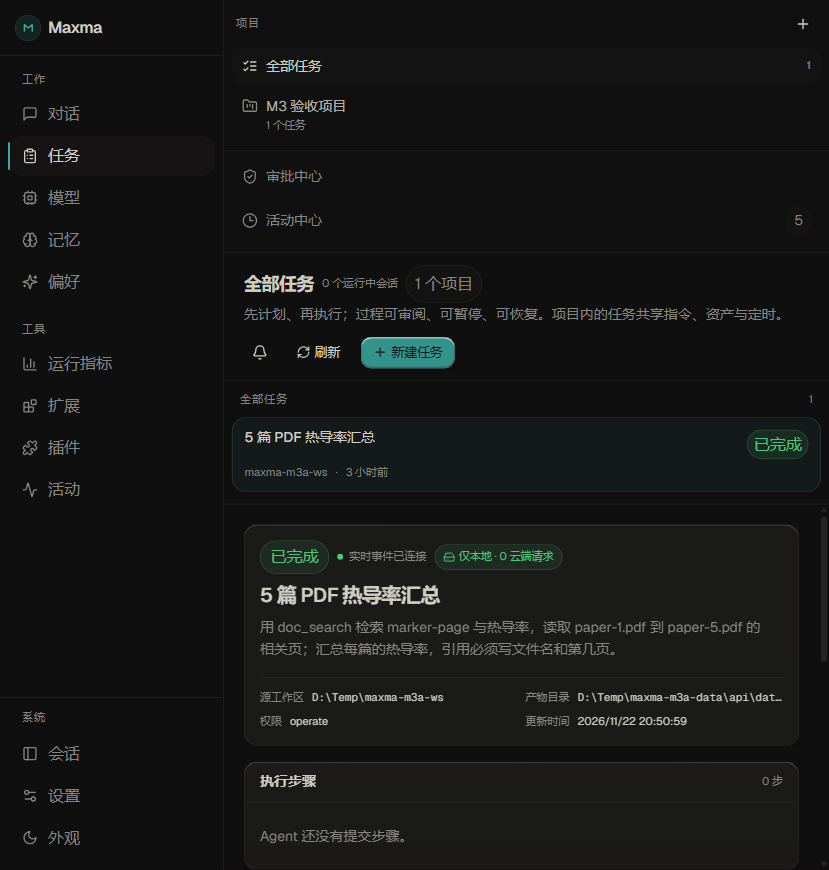 Maxma
工作
对话
任务
模型
记忆
偏好
工具
运行指标
扩展
插件
活动
系统
会话
设置
外观
项目
全部任务 1
M3 验收项目
1 个任务
审批中心
活动中心 5
全部任务 0 个运行中会话 1 个项目
先计划、再执行；过程可审阅、可暂停、可恢复。项目内的任务共享指令、资产与定时。
刷新 + 新建任务
全部任务 1
5 篇 PDF 热导率汇总 已完成
maxma-m3a-ws · 3 小时前
已完成 实时事件已连接 仅本地 · 0 云端请求
5 篇 PDF 热导率汇总
用 doc_search 检索 marker-page 与热导率，读取 paper-1.pdf 到 paper-5.pdf 的
相关页；汇总每篇的热导率，引用必须写文件名和第几页。
源工作区 D:\Temp\maxma-m3a-ws 产物目录 D:\Temp\maxma-m3a-data\api\dat…
权限 operate 更新时间 2026/11/22 20:50:59
执行步骤 0 步
Agent 还没有提交步骤。